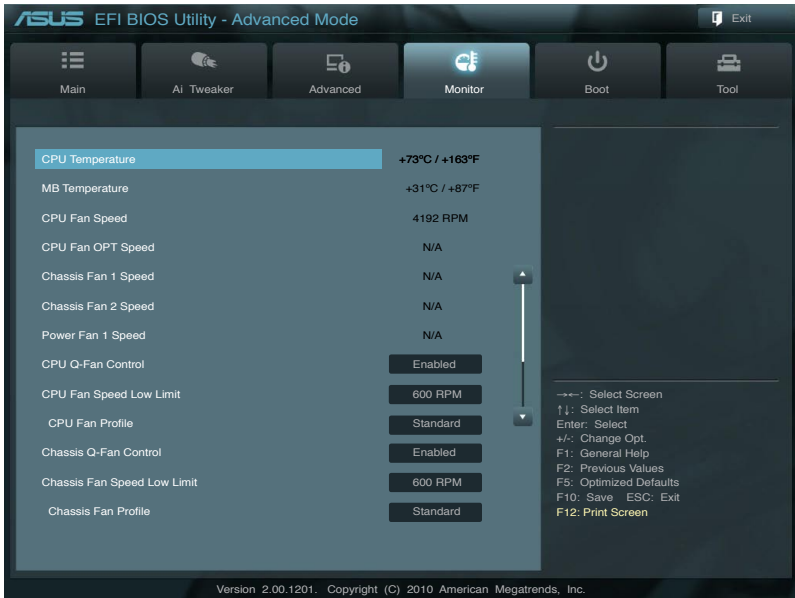 ASUS EFI BIOS Utility - Advanced Mode
Exit
Main Ai Tweaker Advanced Monitor Boot Tool
CPU Temperature +73ºC / +163ºF
MB Temperature +31ºC / +87ºF
CPU Fan Speed 4192 RPM
CPU Fan OPT Speed N/A
Chassis Fan 1 Speed N/A
Chassis Fan 2 Speed N/A
Power Fan 1 Speed N/A
CPU Q-Fan Control Enabled
CPU Fan Speed Low Limit 600 RPM
CPU Fan Profile Standard
Chassis Q-Fan Control Enabled
Chassis Fan Speed Low Limit 600 RPM
Chassis Fan Profile Standard
→←: Select Screen
↑↓: Select Item
Enter: Select
+/-: Change Opt.
F1: General Help
F2: Previous Values
F5: Optimized Defaults
F10: Save ESC: Exit
F12: Print Screen
Version 2.00.1201. Copyright (C) 2010 American Megatrends, Inc.